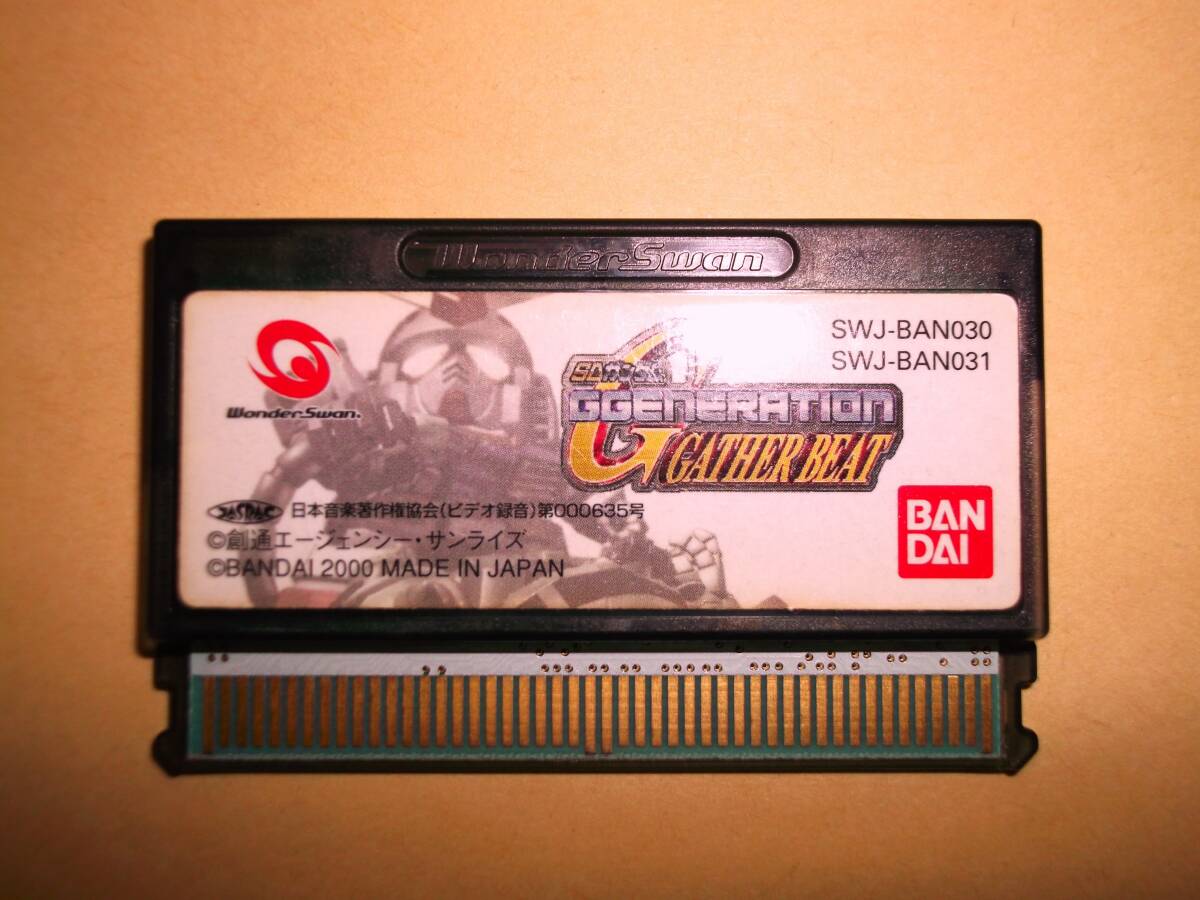 WonderSwan
SWJ-BAN030
SWJ-BAN031
WonderSwan.
SD
GGENERATION
GATHER BEAT
BAN
DAI
JASRAC 日本音楽著作権協会(ビデオ録音)第000635号
©創通エージェンシー・サンライズ
©BANDAI 2000 MADE IN JAPAN